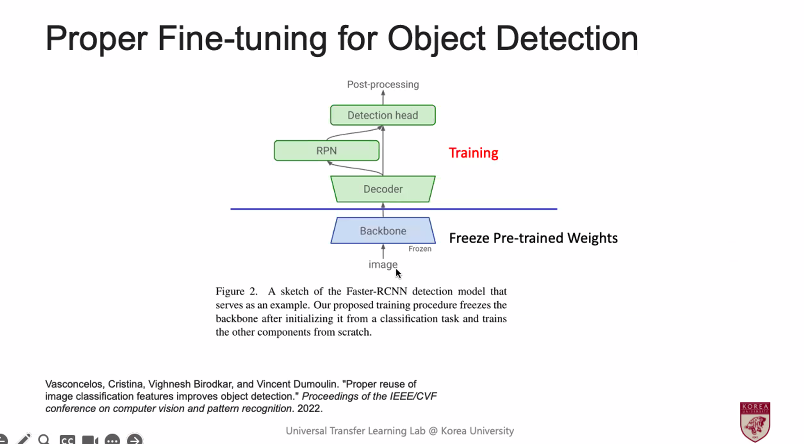 Proper Fine-tuning for Object Detection
Post-processing
Detection head
RPN
Training
Decoder
Backbone
Freeze Pre-trained Weights
Frozen
image
Figure 2. A sketch of the Faster-RCNN detection model that
serves as an example. Our proposed training procedure freezes the
backbone after initializing it from a classification task and trains
the other components from scratch.
Vasconcelos, Cristina, Vighnesh Birodkar, and Vincent Dumoulin. "Proper reuse of
image classification features improves object detection." Proceedings of the IEEE/CVF
conference on computer vision and pattern recognition. 2022.
Universal Transfer Learning Lab @ Korea University
CC
KOREA